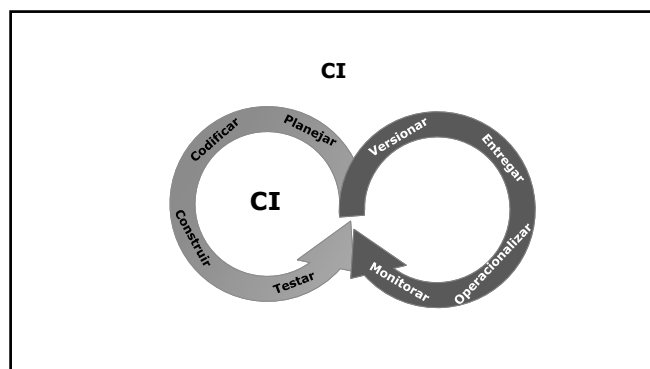 CI
Codificar
Planejar
Construir
Testar
CI
Versionar
Entregar
Operacionalizar
Monitorar